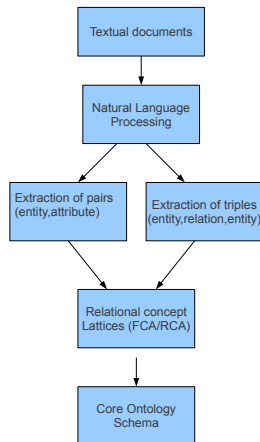 Textual documents
Natural Language
Processing
Extraction of pairs
(entity,attribute)
Extraction of triples
(entity,relation,entity)
Relational concept
Lattices (FCA/RCA)
Core Ontology
Schema